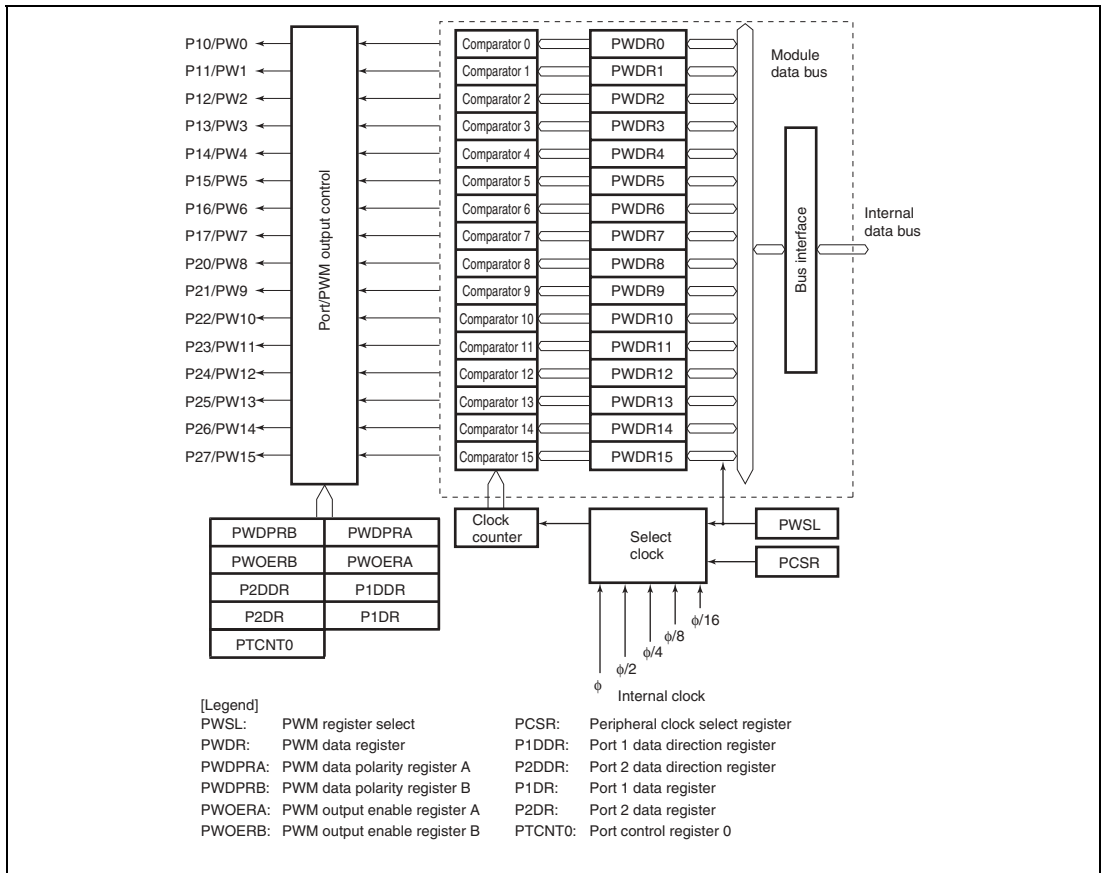 P10/PW0
P11/PW1
P12/PW2
P13/PW3
P14/PW4
P15/PW5
P16/PW6
P17/PW7
P20/PW8
P21/PW9
P22/PW10
P23/PW11
P24/PW12
P25/PW13
P26/PW14
P27/PW15
Port/PWM output control
Comparator 0
Comparator 1
Comparator 2
Comparator 3
Comparator 4
Comparator 5
Comparator 6
Comparator 7
Comparator 8
Comparator 9
Comparator 10
Comparator 11
Comparator 12
Comparator 13
Comparator 14
Comparator 15
PWDR0
PWDR1
PWDR2
PWDR3
PWDR4
PWDR5
PWDR6
PWDR7
PWDR8
PWDR9
PWDR10
PWDR11
PWDR12
PWDR13
PWDR14
PWDR15
Module
data bus
Bus interface
Internal
data bus
PWDPRB PWDPRA
PWOERB PWOERA
P2DDR P1DDR
P2DR P1DR
PTCNT0
Clock
counter
Select
clock
PWSL
PCSR
ϕ
ϕ/2
ϕ/4
ϕ/8
ϕ/16
Internal clock
[Legend]
PWSL: PWM register select
PWDR: PWM data register
PWDPRA: PWM data polarity register A
PWDPRB: PWM data polarity register B
PWOERA: PWM output enable register A
PWOERB: PWM output enable register B
PCSR: Peripheral clock select register
P1DDR: Port 1 data direction register
P2DDR: Port 2 data direction register
P1DR: Port 1 data register
P2DR: Port 2 data register
PTCNT0: Port control register 0